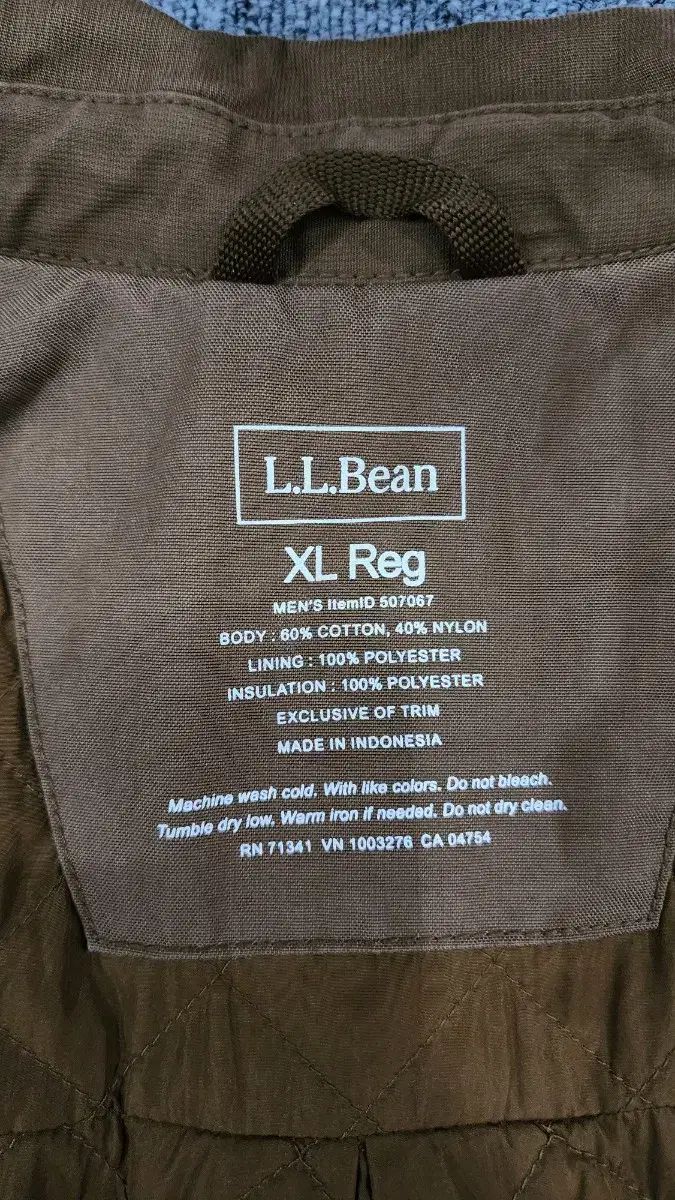 L.L.Bean
XL Reg
MEN'S ItemID 507067
BODY : 60% COTTON, 40% NYLON
LINING : 100% POLYESTER
INSULATION : 100% POLYESTER
EXCLUSIVE OF TRIM
MADE IN INDONESIA
Machine wash cold. With like colors. Do not bleach.
Tumble dry low. Warm iron if needed. Do not dry clean.
RN 71341 VN 1003276 CA 04754